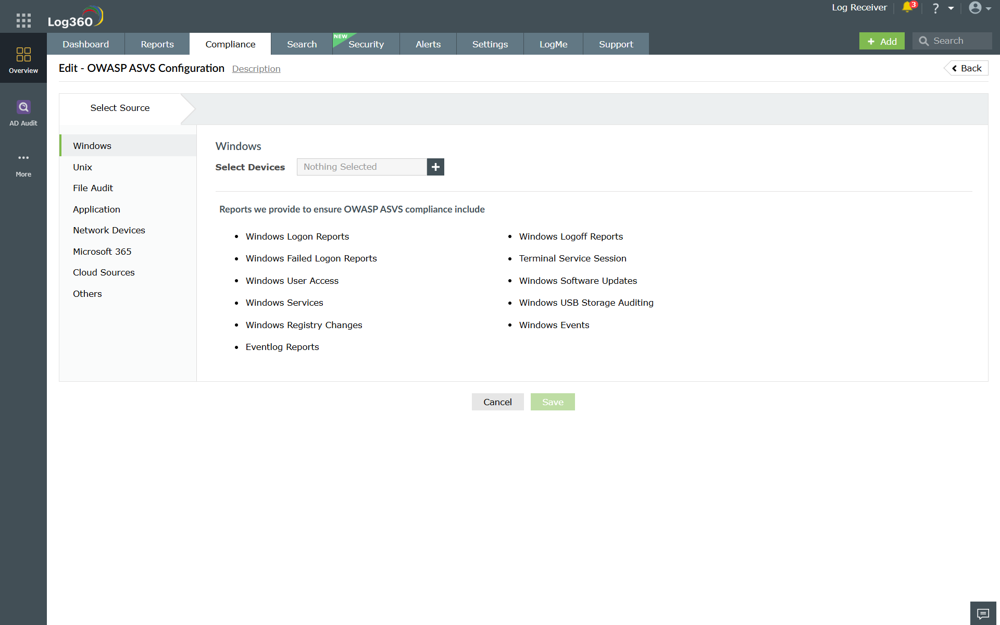 Log360
Log Receiver
3
?
Dashboard
Reports
Compliance
Search
NEW
Security
Alerts
Settings
LogMe
Support
+ Add
Search
Overview
AD Audit
More
Edit - OWASP ASVS Configuration
Description
Back
Select Source
Windows
Unix
File Audit
Application
Network Devices
Microsoft 365
Cloud Sources
Others
Windows
Select Devices
Nothing Selected
Reports we provide to ensure OWASP ASVS compliance include
• Windows Logon Reports
• Windows Logoff Reports
• Windows Failed Logon Reports
• Terminal Service Session
• Windows User Access
• Windows Software Updates
• Windows Services
• Windows USB Storage Auditing
• Windows Registry Changes
• Windows Events
• Eventlog Reports
Cancel
Save